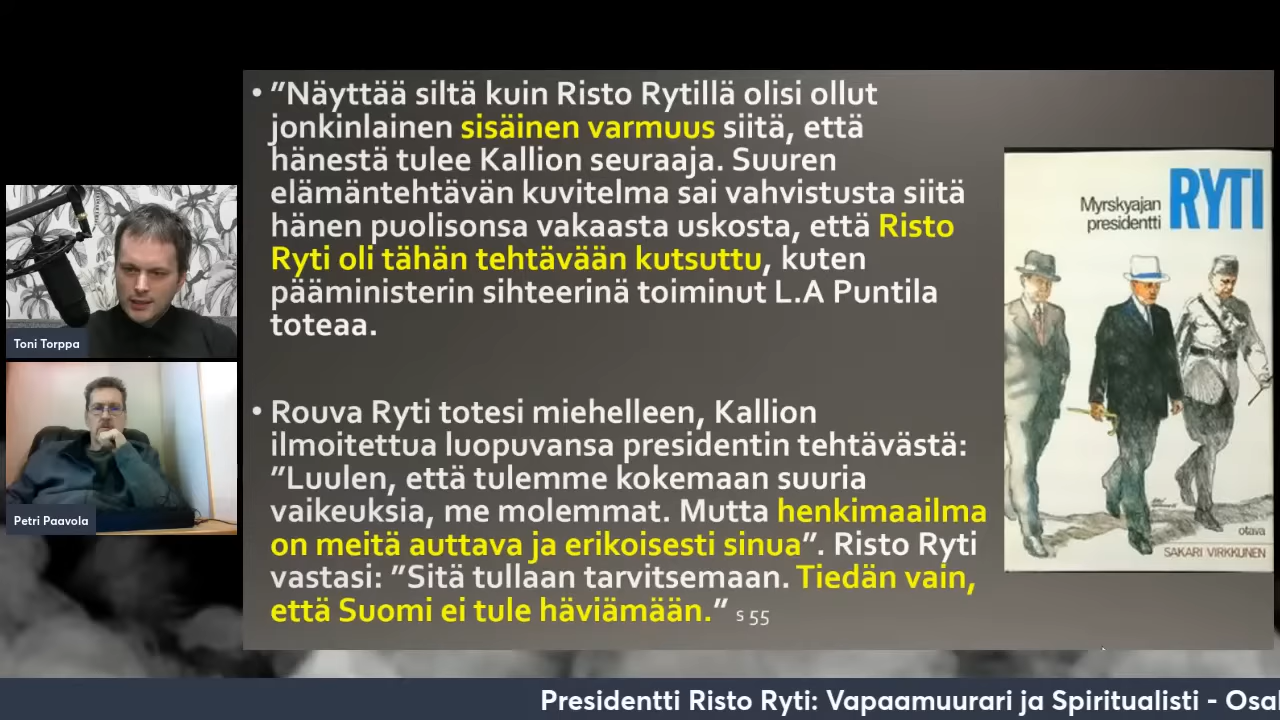 • ”Näyttää siltä kuin Risto Rytillä olisi ollut
jonkinlainen sisäinen varmuus siitä, että
hänestä tulee Kallion seuraaja. Suuren
elämäntehtävän kuvitelma sai vahvistusta siitä
hänen puolisonsa vakaasta uskosta, että Risto
Ryti oli tähän tehtävään kutsuttu, kuten
pääministerin sihteerinä toiminut L.A Puntila
toteaa.
• Rouva Ryti totesi miehelleen, Kallion
ilmoitettua luopuvansa presidentin tehtävästä:
”Luulen, että tulemme kokemaan suuria
vaikeuksia, me molemmat. Mutta henkimaailma
on meitä auttava ja erikoisesti sinua”. Risto Ryti
vastasi: ”Sitä tullaan tarvitsemaan. Tiedän vain,
että Suomi ei tule häviämään.” s 55
Myrskyajan
presidentti
RYTI
otava
SAKARI VIRKKUNEN
Toni Torppa
Petri Paavola
Presidentti Risto Ryti: Vapaamuurari ja Spiritualisti - Osa